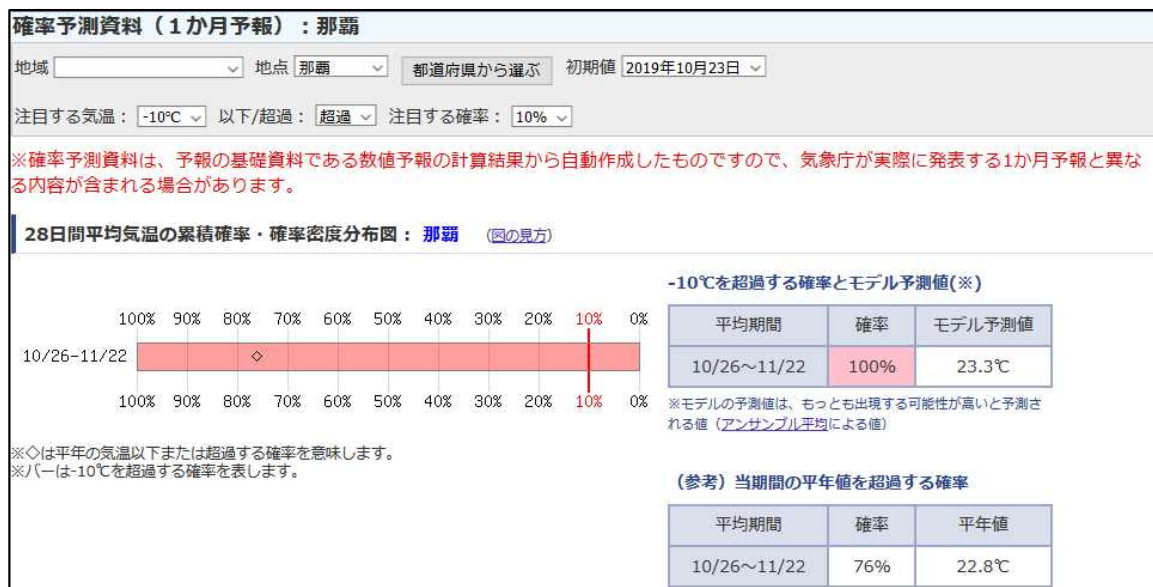 確率予測資料（１か月予報）：那覇
地域 地点 那覇 都道府県から選ぶ 初期値 2019年10月23日
注目する気温： -10℃ 以下/超過： 超過 注目する確率： 10%
※確率予測資料は、予報の基礎資料である数値予報の計算結果から自動作成したものですので、気象庁が実際に発表する1か月予報と異な
る内容が含まれる場合があります。
28日間平均気温の累積確率・確率密度分布図： 那覇 （図の見方）
100% 90% 80% 70% 60% 50% 40% 30% 20% 10% 0%
10/26-11/22
100% 90% 80% 70% 60% 50% 40% 30% 20% 10% 0%
※◇は平年の気温以下または超過する確率を意味します。
※バーは-10℃を超過する確率を表します。
-10℃を超過する確率とモデル予測値(※)
平均期間 確率 モデル予測値
10/26～11/22 100% 23.3℃
※モデルの予測値は、もっとも出現する可能性が高いと予測さ
れる値（アンサンブル平均による値）
（参考）当期間の平年値を超過する確率
平均期間 確率 平年値
10/26～11/22 76% 22.8℃